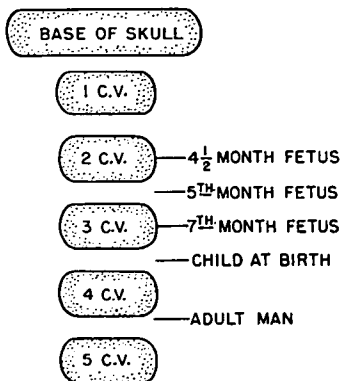 BASE OF SKULL
1 C.V.
2 C.V.
4½ MONTH FETUS
5TH MONTH FETUS
3 C.V.
7TH MONTH FETUS
CHILD AT BIRTH
4 C.V.
ADULT MAN
5 C.V.